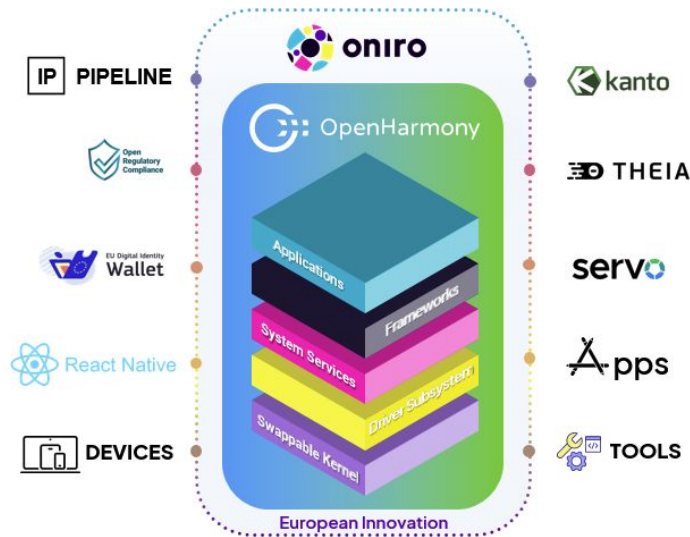 oniro
IP PIPELINE
kanto
OpenHarmony
Open
Regulatory
Compliance
THEIA
Applications
EU Digital Identity
Wallet
servo
Frameworks
System Services
React Native
Apps
Driver Subsystem
DEVICES
Swappable Kernel
TOOLS
European Innovation